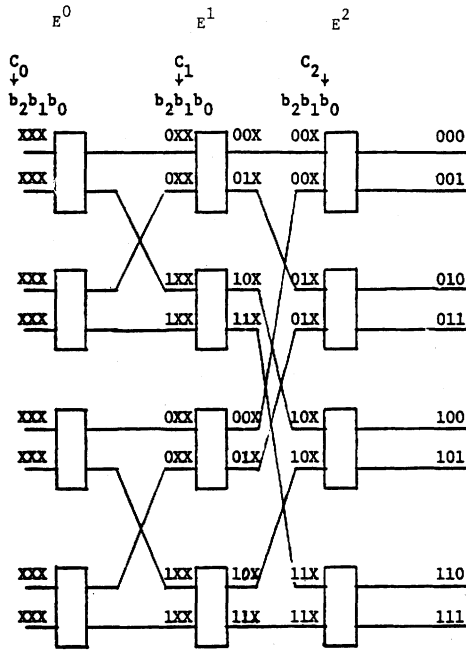 E⁰ E¹ E²
C₀ C₁ C₂
↓ ↓ ↓
b₂b₁b₀ b₂b₁b₀ b₂b₁b₀
XXX 0XX 00X 00X 000
XXX 0XX 01X 00X 001
XXX 1XX 10X 01X 010
XXX 1XX 11X 01X 011
XXX 0XX 00X 10X 100
XXX 0XX 01X 10X 101
XXX 1XX 10X 11X 110
XXX 1XX 11X 11X 111